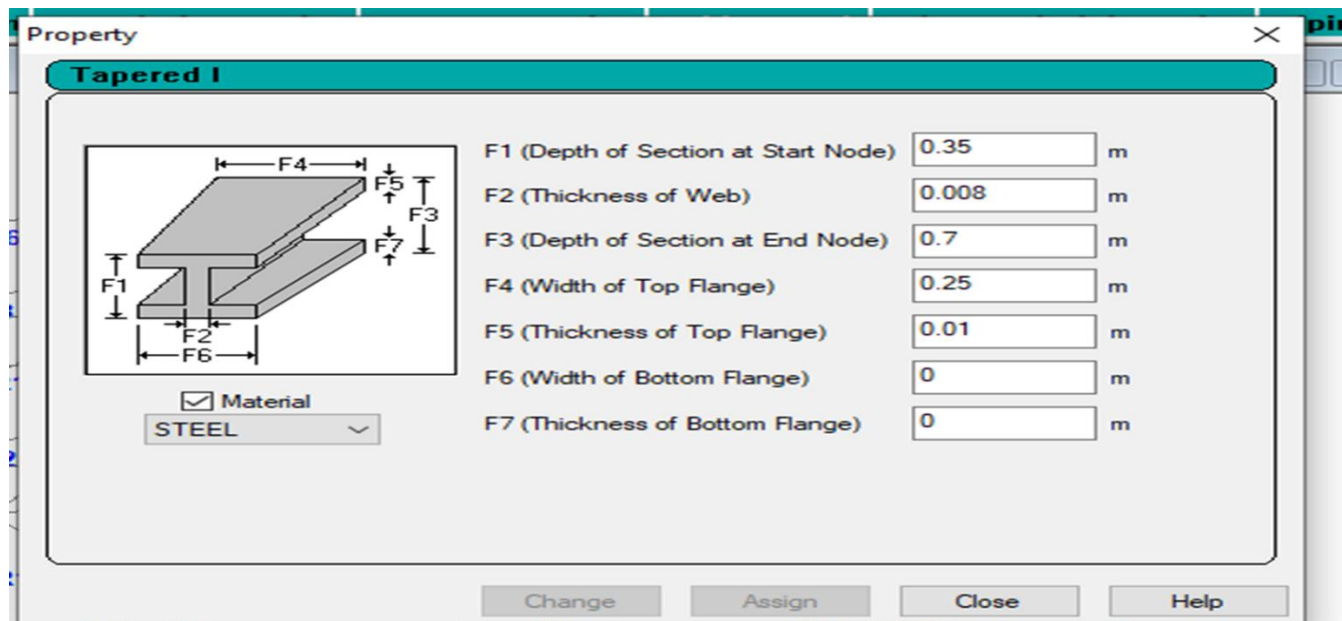 Property
Tapered I
F4
F5
F3
F7
F1
F2
F6
Material
STEEL
F1 (Depth of Section at Start Node) 0.35 m
F2 (Thickness of Web) 0.008 m
F3 (Depth of Section at End Node) 0.7 m
F4 (Width of Top Flange) 0.25 m
F5 (Thickness of Top Flange) 0.01 m
F6 (Width of Bottom Flange) 0 m
F7 (Thickness of Bottom Flange) 0 m
Change Assign Close Help